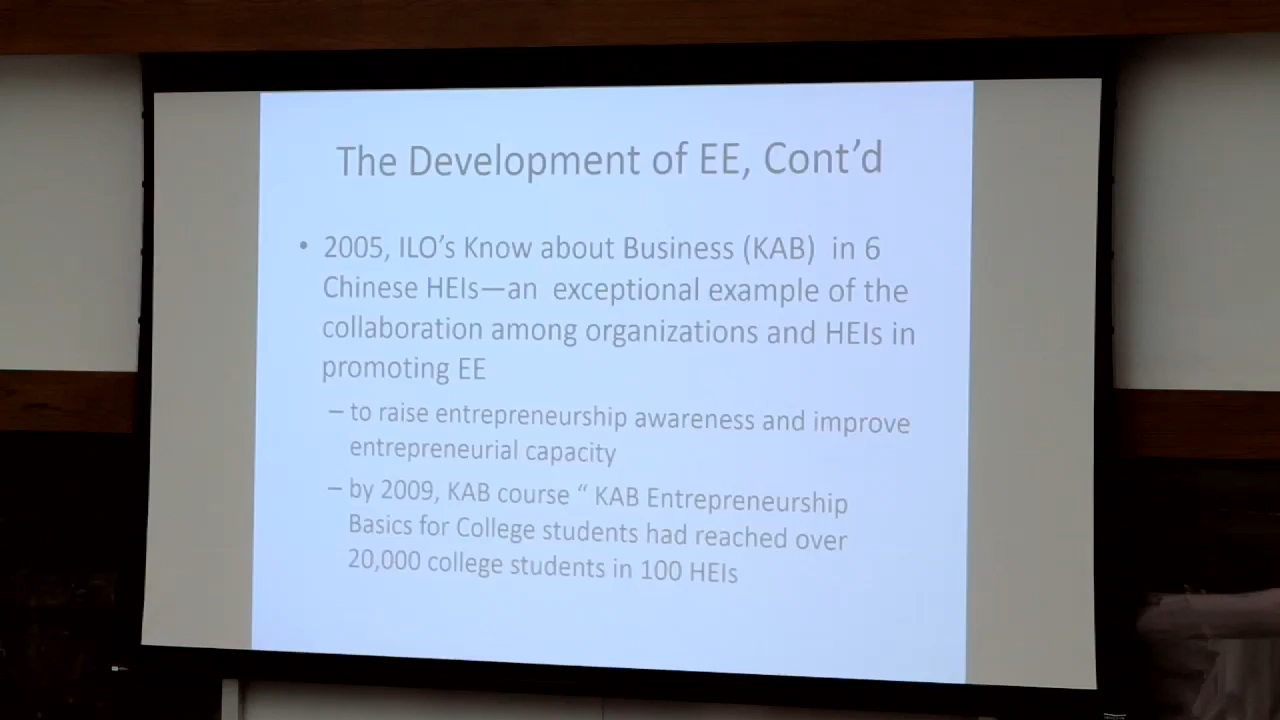 The Development of EE, Cont'd
• 2005, ILO's Know about Business (KAB) in 6
Chinese HEIs—an exceptional example of the
collaboration among organizations and HEIs in
promoting EE
– to raise entrepreneurship awareness and improve
entrepreneurial capacity
– by 2009, KAB course “ KAB Entrepreneurship
Basics for College students had reached over
20,000 college students in 100 HEIs